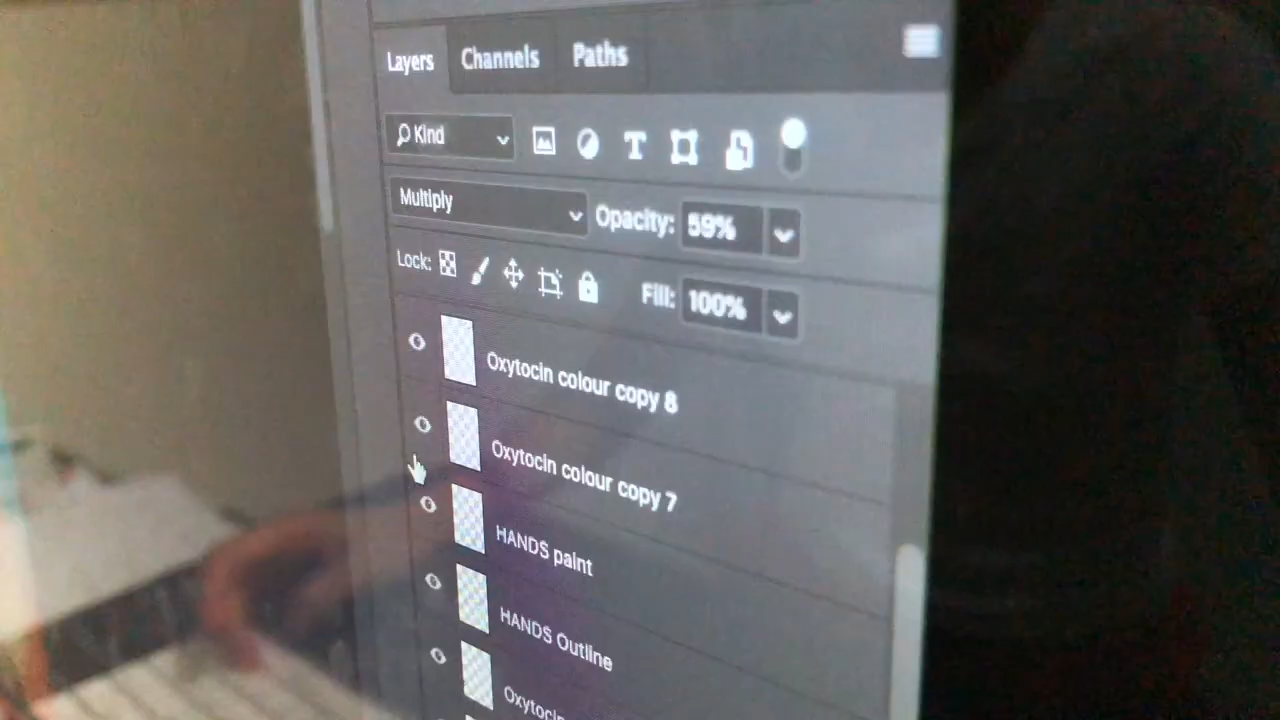 Layers Channels Paths
Kind
Multiply Opacity: 59%
Lock: Fill: 100%
Oxytocin colour copy 8
Oxytocin colour copy 7
HANDS paint
HANDS Outline